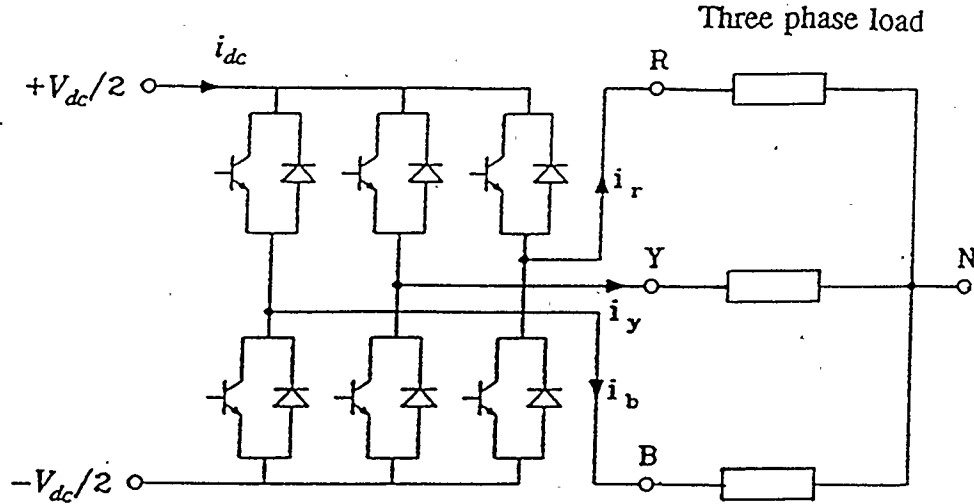 Three phase load
i_dc
R
+V_dc/2
i_r
Y
N
i_y
i_b
B
-V_dc/2